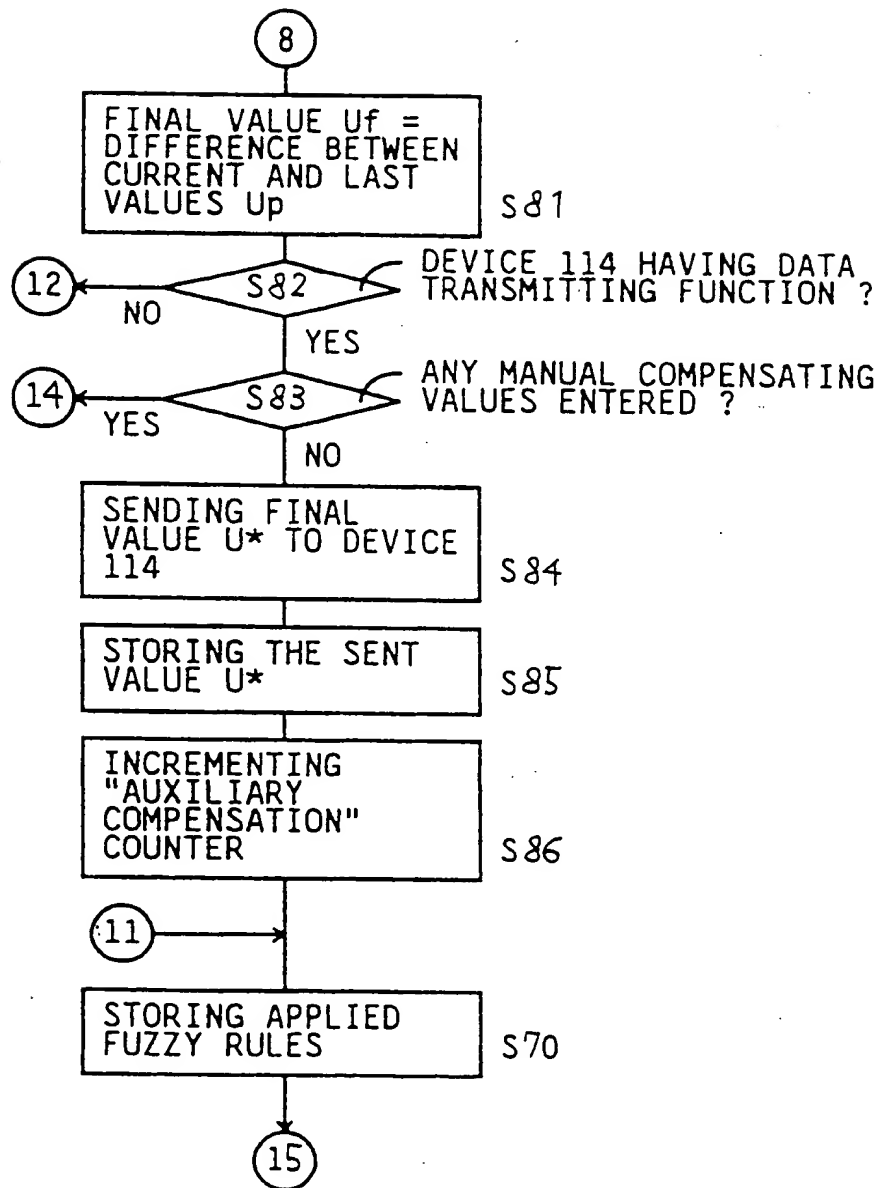 8
FINAL VALUE Uf =
DIFFERENCE BETWEEN
CURRENT AND LAST
VALUES Up
S81
DEVICE 114 HAVING DATA
TRANSMITTING FUNCTION ?
S82
12
NO
YES
ANY MANUAL COMPENSATING
VALUES ENTERED ?
S83
14
YES
NO
SENDING FINAL
VALUE U* TO DEVICE
114
S84
STORING THE SENT
VALUE U*
S85
INCREMENTING
"AUXILIARY
COMPENSATION"
COUNTER
S86
11
STORING APPLIED
FUZZY RULES
S70
15